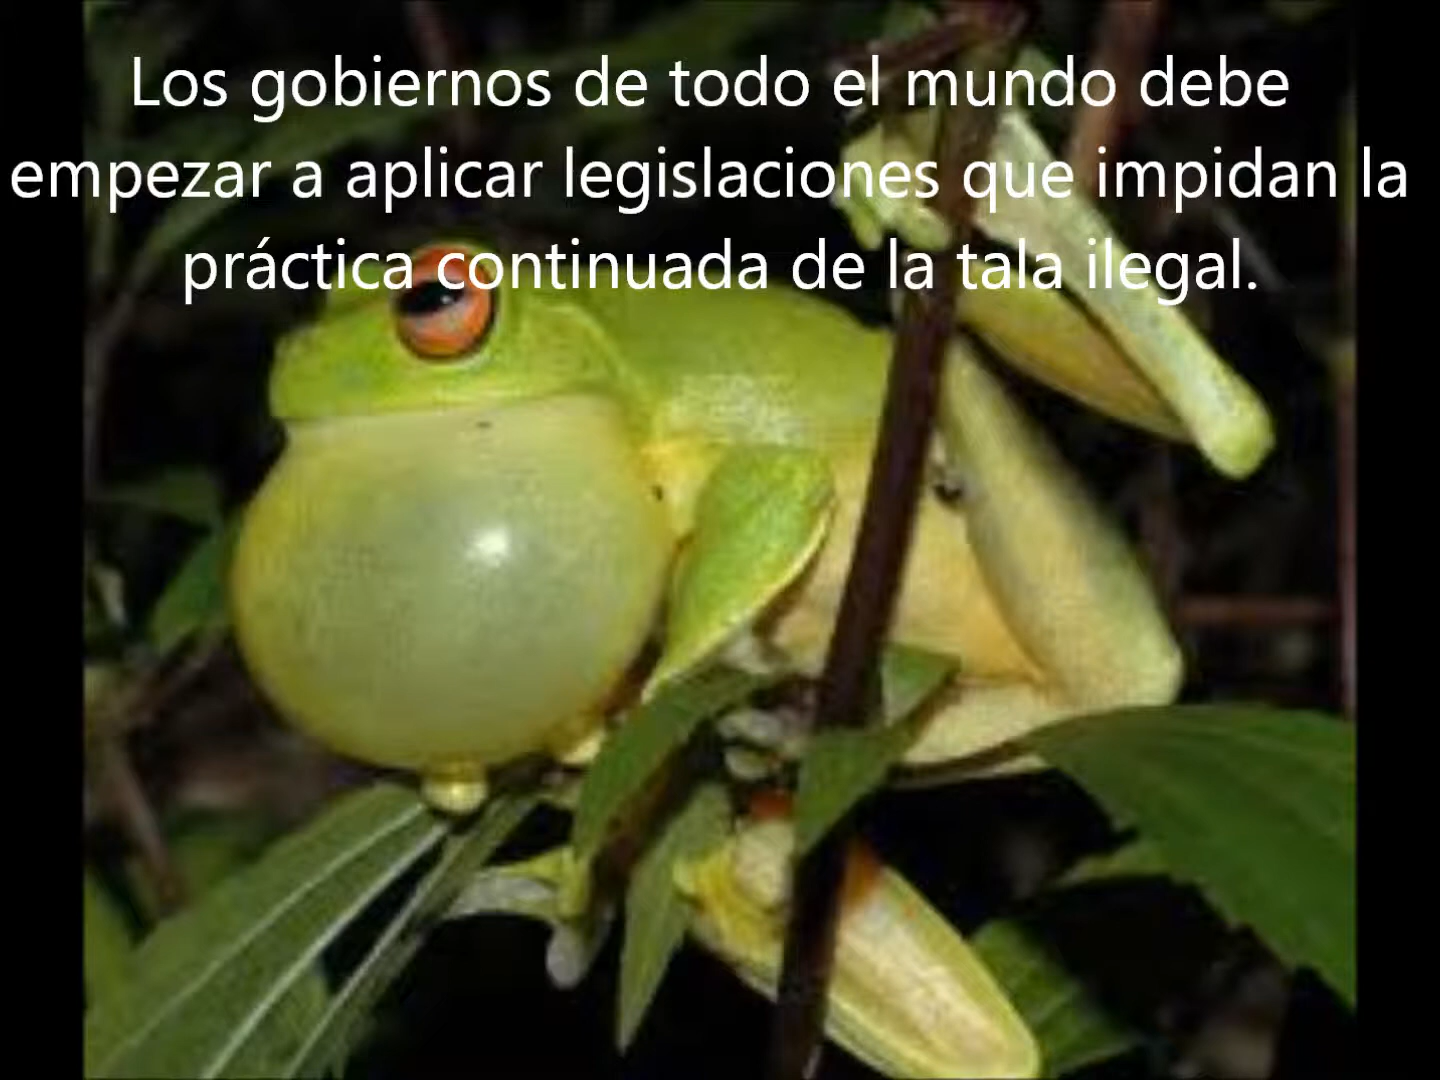 Los gobiernos de todo el mundo debe
empezar a aplicar legislaciones que impidan la
práctica continuada de la tala ilegal.